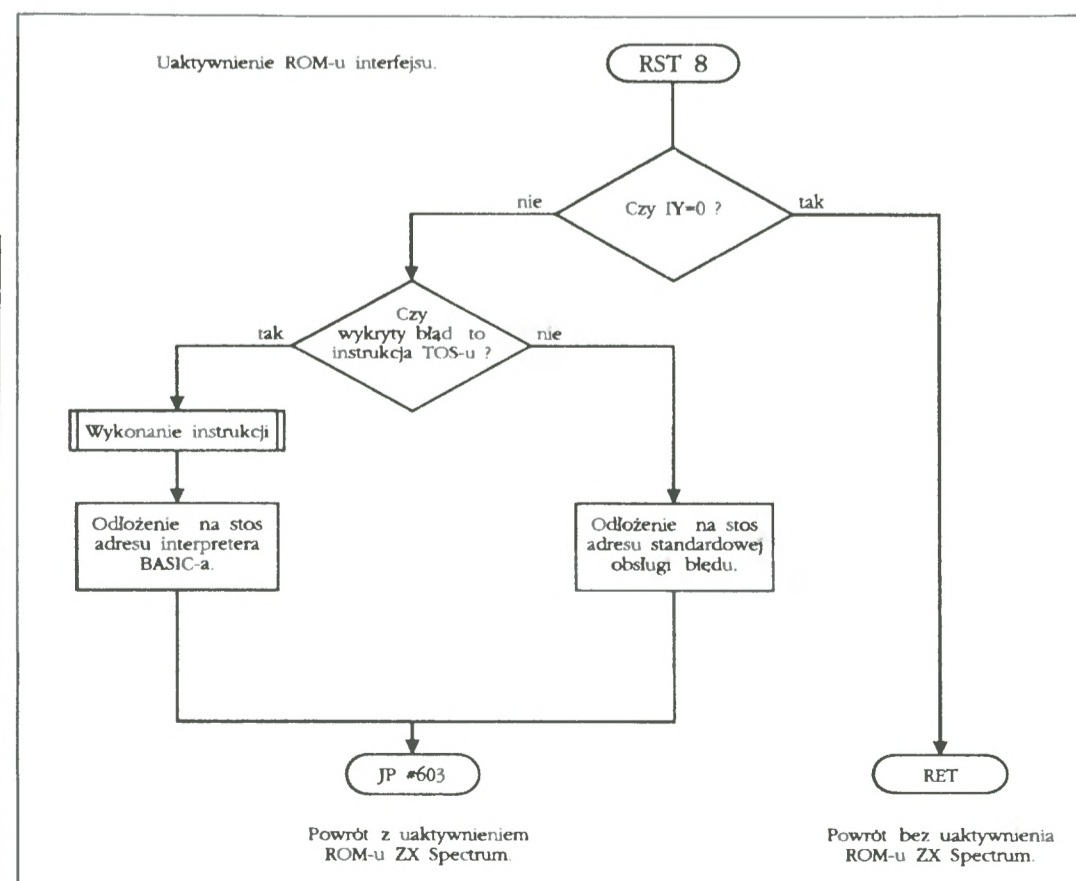 Uaktywnienie ROM-u interfejsu.
RST 8
nie
Czy IY=0 ?
tak
Czy
wykryty błąd to
instrukcja TOS-u ?
tak
nie
Wykonanie instrukcji
Odłożenie na stos
adresu interpretera
BASIC-a.
Odłożenie na stos
adresu standardowej
obsługi błędu.
JP #603
RET
Powrót z uaktywnieniem
ROM-u ZX Spectrum.
Powrót bez uaktywnienia
ROM-u ZX Spectrum.